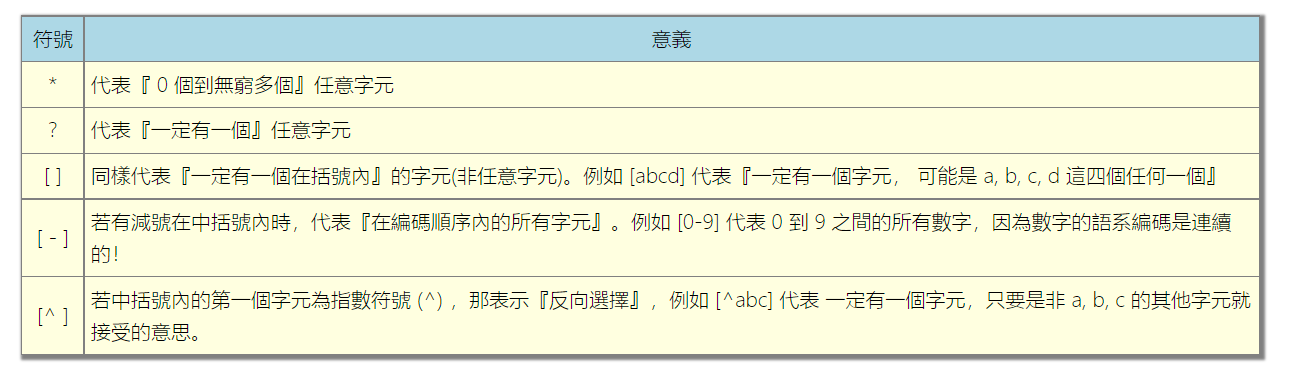 符號 意義
* 代表『 0 個到無窮多個』任意字元
? 代表『一定有一個』任意字元
[ ] 同樣代表『一定有一個在括號內』的字元(非任意字元)。例如 [abcd] 代表『一定有一個字元， 可能是 a, b, c, d 這四個任何一個』
[ - ] 若有減號在中括號內時，代表『在編碼順序內的所有字元』。例如 [0-9] 代表 0 到 9 之間的所有數字，因為數字的語系編碼是連續
的！
[^ ] 若中括號內的第一個字元為指數符號 (^) ，那表示『反向選擇』，例如 [^abc] 代表 一定有一個字元，只要是非 a, b, c 的其他字元就
接受的意思。